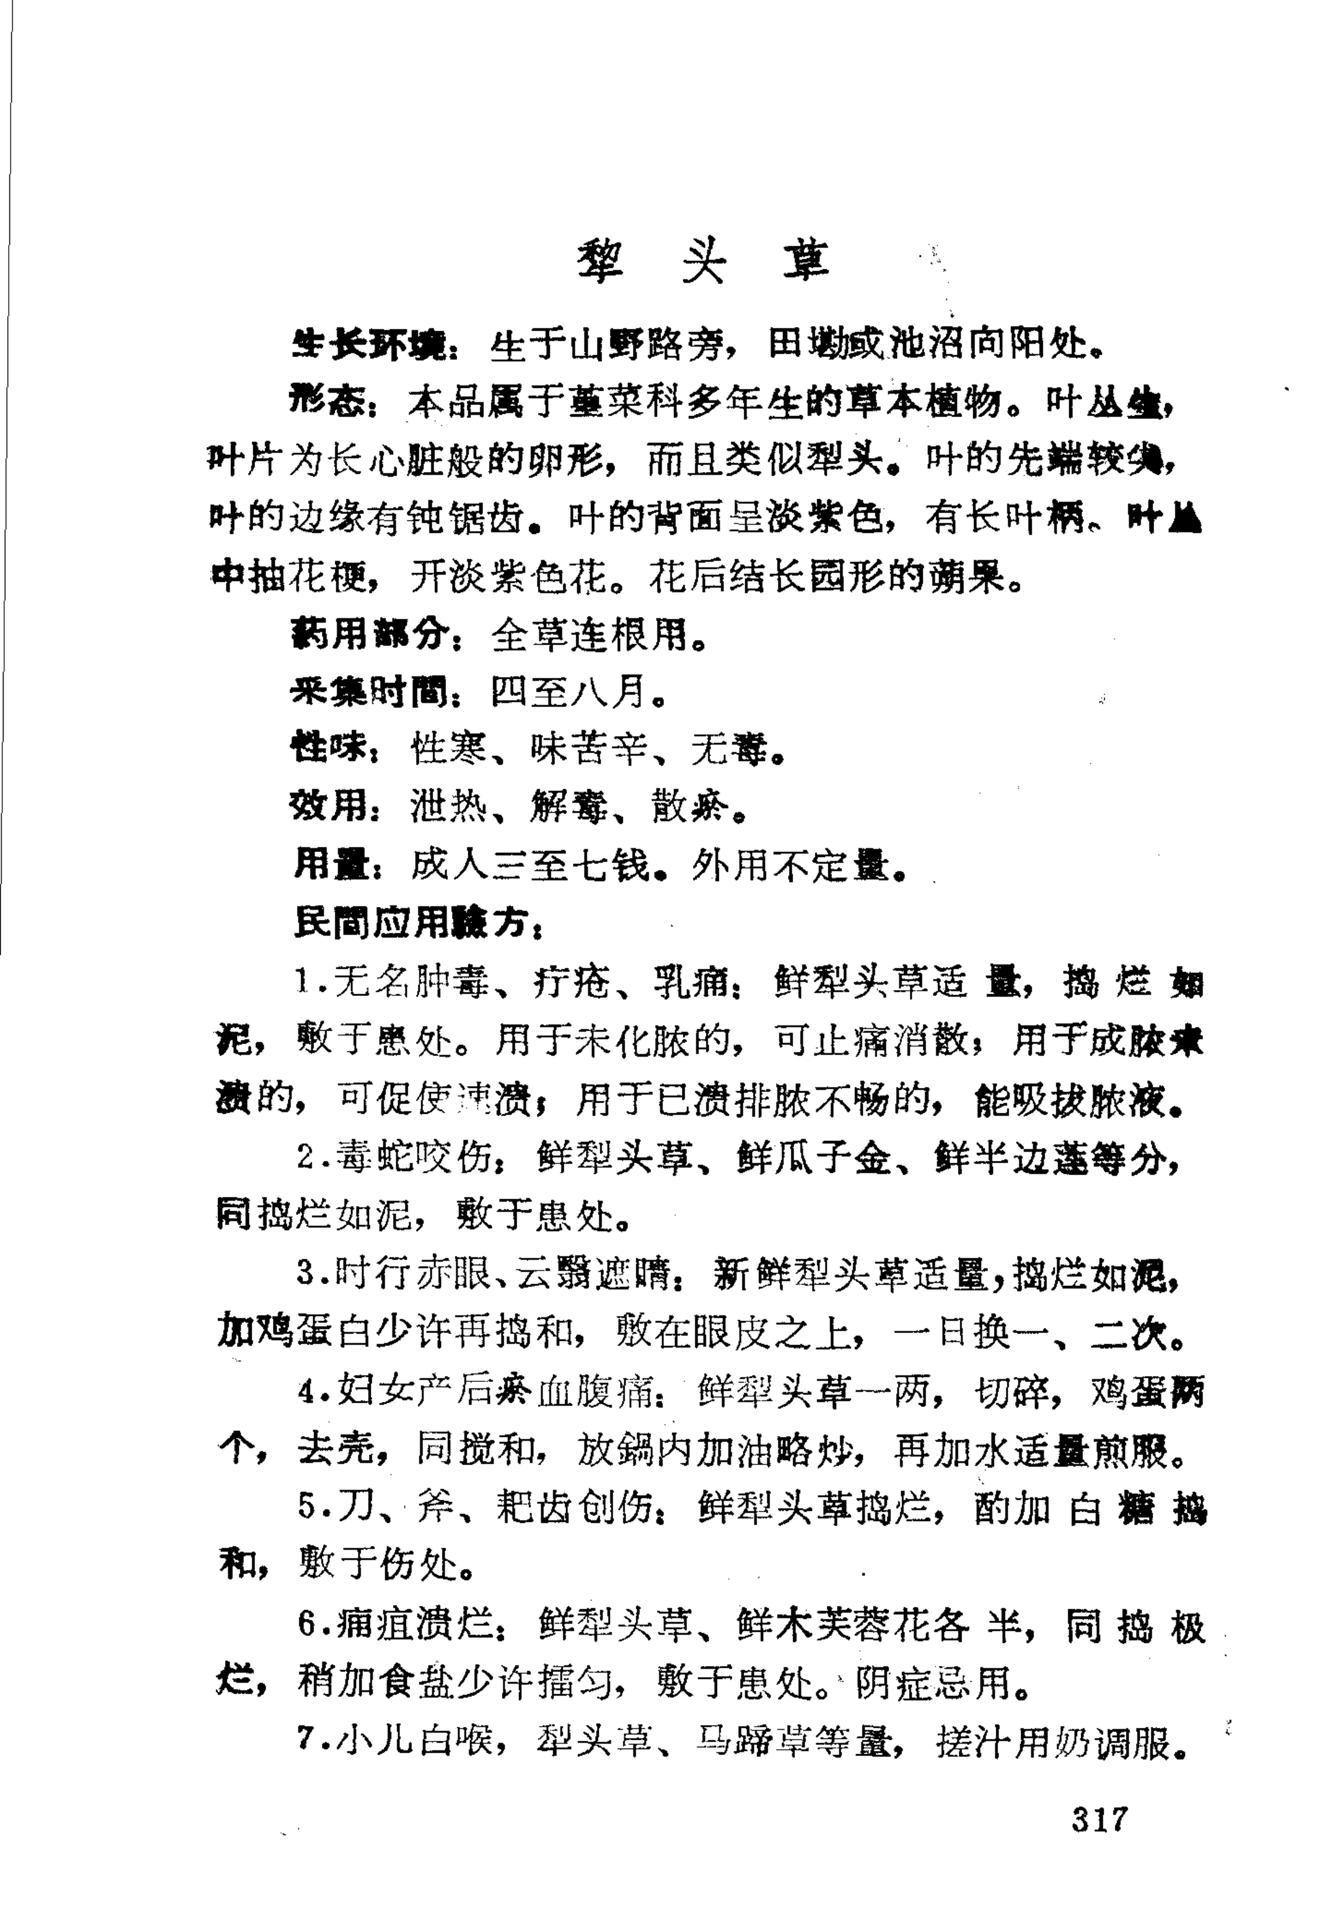 犁头草
生长环境：生于山野路旁，田塍或池沼向阳处。
形态：本品属于堇菜科多年生的草本植物。叶丛生，
叶片为长心脏般的卵形，而且类似犁头。叶的先端较尖，
叶的边缘有钝锯齿。叶的背面呈淡紫色，有长叶柄、叶丛
中抽花梗，开淡紫色花。花后结长园形的蒴果。
药用部分：全草连根用。
采集时間：四至八月。
性味：性寒、味苦辛、无毒。
效用：泄热、解毒、散瘀。
用量：成人三至七钱。外用不定量。
民間应用驗方：
1.无名肿毒、疔疮、乳痈：鲜犁头草适量，捣烂如
泥，敷于患处。用于未化脓的，可止痛消散；用于成脓未
溃的，可促使速溃；用于已溃排脓不畅的，能吸拔脓液。
2.毒蛇咬伤：鲜犁头草、鲜瓜子金、鲜半边莲等分，
同捣烂如泥，敷于患处。
3.时行赤眼、云翳遮睛：新鲜犁头草适量，捣烂如泥，
加鸡蛋白少许再捣和，敷在眼皮之上，一日换一、二次。
4.妇女产后瘀血腹痛：鲜犁头草一两，切碎，鸡蛋两
个，去壳，同搅和，放鍋内加油略炒，再加水适量煎服。
5.刀、斧、耙齿创伤：鲜犁头草捣烂，酌加白糖捣
和，敷于伤处。
6.痈疽溃烂：鲜犁头草、鲜木芙蓉花各半，同捣极
烂，稍加食盐少许擂匀，敷于患处。阴症忌用。
7.小儿白喉，犁头草、马蹄草等量，搓汁用奶调服。
317